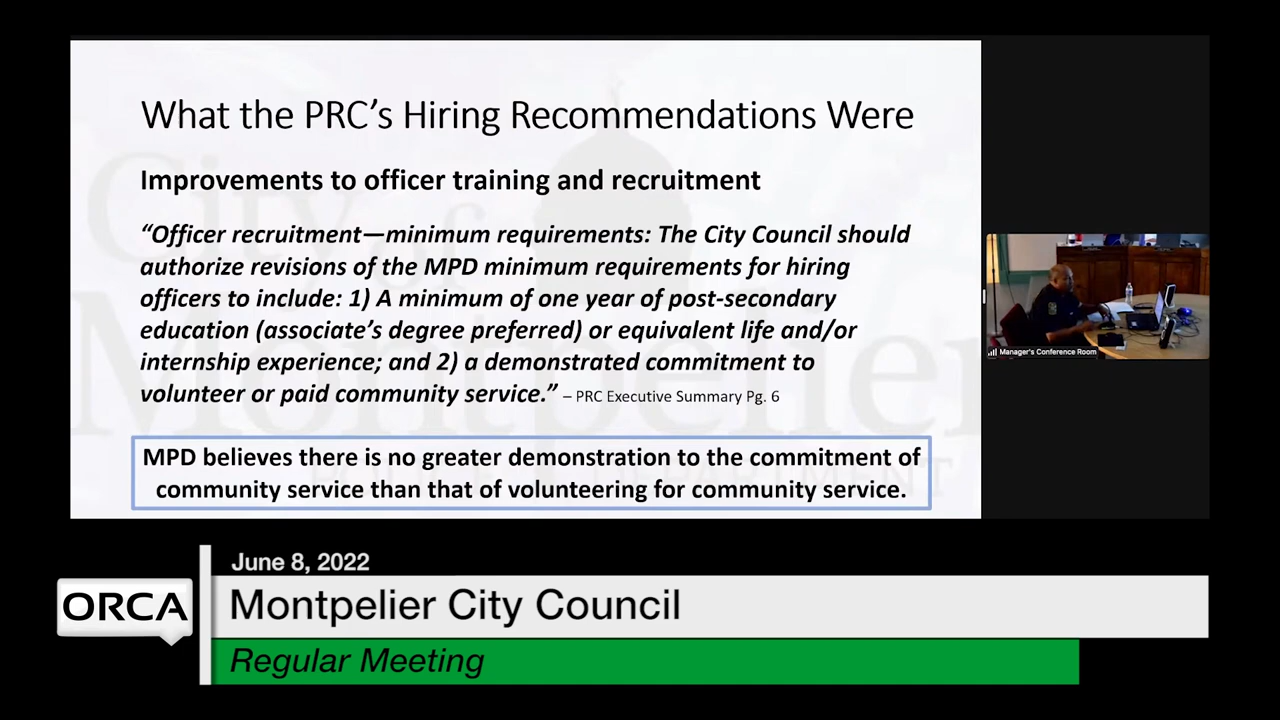 What the PRC's Hiring Recommendations Were
Improvements to officer training and recruitment
“Officer recruitment—minimum requirements: The City Council should
authorize revisions of the MPD minimum requirements for hiring
officers to include: 1) A minimum of one year of post-secondary
education (associate's degree preferred) or equivalent life and/or
internship experience; and 2) a demonstrated commitment to
volunteer or paid community service.” – PRC Executive Summary Pg. 6
MPD believes there is no greater demonstration to the commitment of
community service than that of volunteering for community service.
City of
Montpelier
POLICE DEPARTMENT
Manager's Conference Room
June 8, 2022
ORCA
Montpelier City Council
Regular Meeting